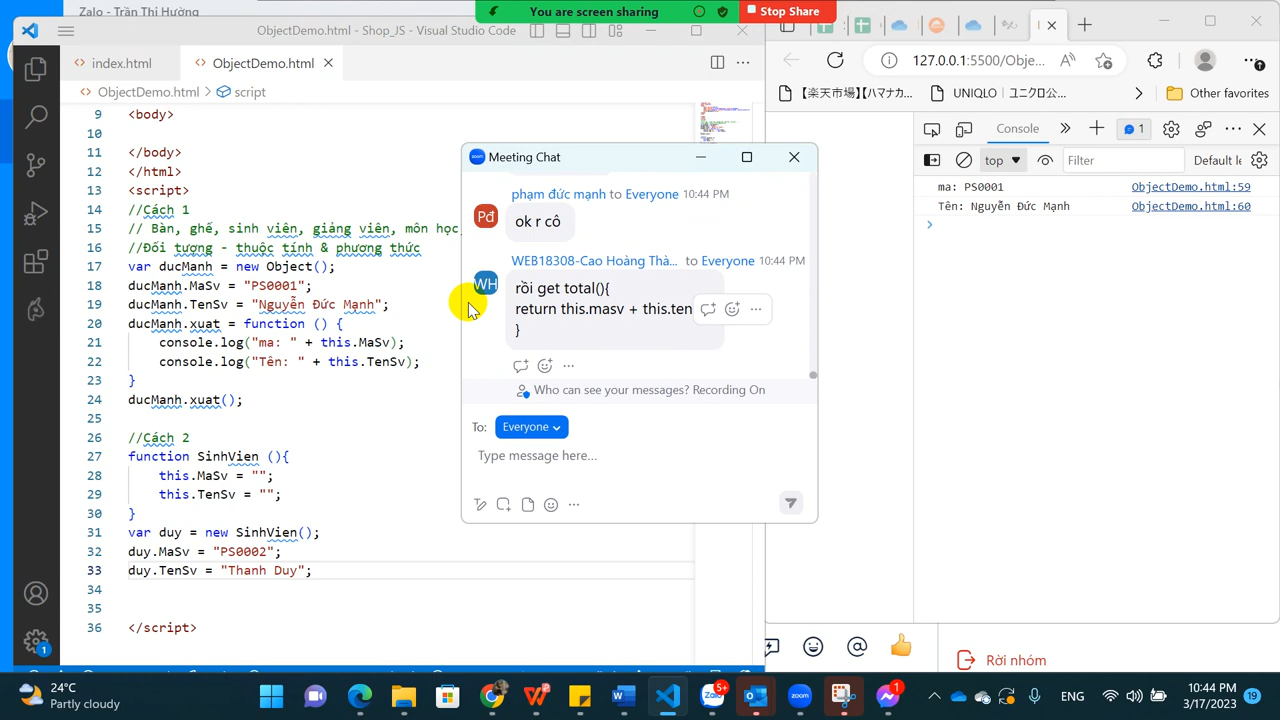 Zalo - Trần Thị Hường
You are screen sharing
Stop Share
ObjectDemo.html - Shop_JS - Visual Studio Code
index.html
ObjectDemo.html
ObjectDemo.html > script
9 <body>
10
11 </body>
12 </html>
13 <script>
14 //Cách 1
15 // Bàn, ghế, sinh viên, giảng viên, môn học,
16 //Đối tượng - thuộc tính & phương thức
17 var ducManh = new Object();
18 ducManh.MaSv = "PS0001";
19 ducManh.TenSv = "Nguyễn Đức Mạnh";
20 ducManh.xuat = function () {
21 console.log("ma: " + this.MaSv);
22 console.log("Tên: " + this.TenSv);
23 }
24 ducManh.xuat();
25
26 //Cách 2
27 function SinhVien (){
28 this.MaSv = "";
29 this.TenSv = "";
30 }
31 var duy = new SinhVien();
32 duy.MaSv = "PS0002";
33 duy.TenSv = "Thanh Duy";
34
35
36 </script>
1
Meeting Chat
phạm đức mạnh to Everyone 10:44 PM
Pđ
ok r cô
WEB18308-Cao Hoàng Thà... to Everyone 10:44 PM
WH
rồi get total(){
return this.masv + this.ten
}
Who can see your messages? Recording On
To: Everyone
Type message here...
127.0.0.1:5500/Obje...
【楽天市場】【ハマナカ...
UNIQLO | ユニクロ公...
Other favorites
Console
1
top
Filter
Default le
ma: PS0001 ObjectDemo.html:59
Tên: Nguyễn Đức Mạnh ObjectDemo.html:60
Rời nhóm
24°C
Partly cloudy
5+
1
ENG
10:44 PM
3/17/2023
19